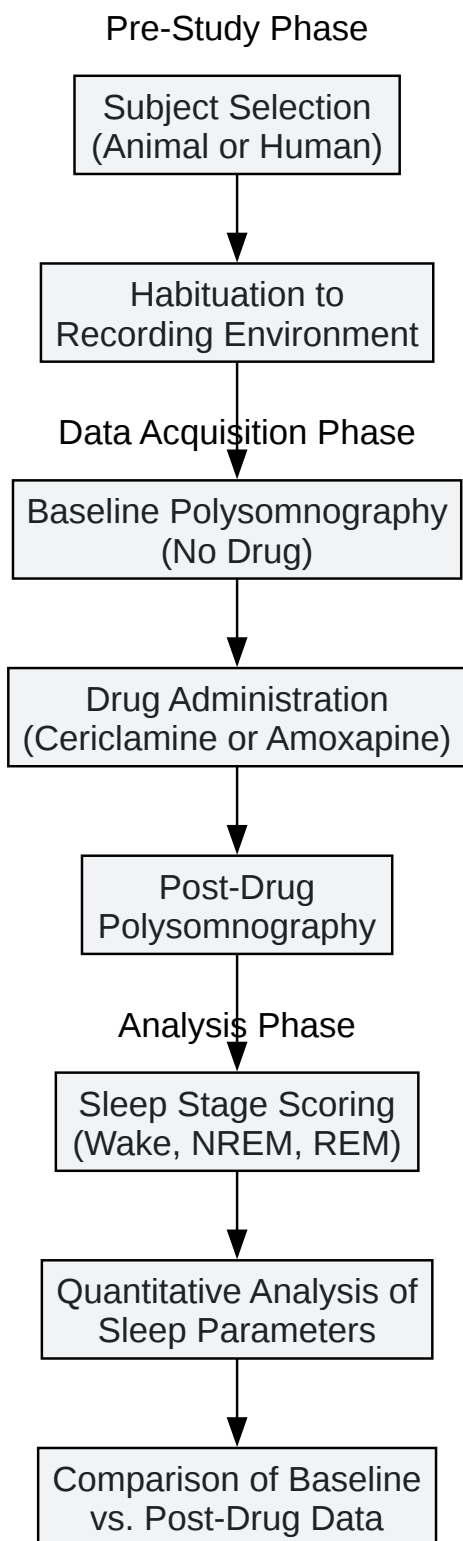 Pre-Study Phase
Subject Selection
(Animal or Human)
Habituation to
Recording Environment
Data Acquisition Phase
Baseline Polysomnography
(No Drug)
Drug Administration
(Cericlamine or Amoxapine)
Post-Drug
Polysomnography
Analysis Phase
Sleep Stage Scoring
(Wake, NREM, REM)
Quantitative Analysis of
Sleep Parameters
Comparison of Baseline
vs. Post-Drug Data